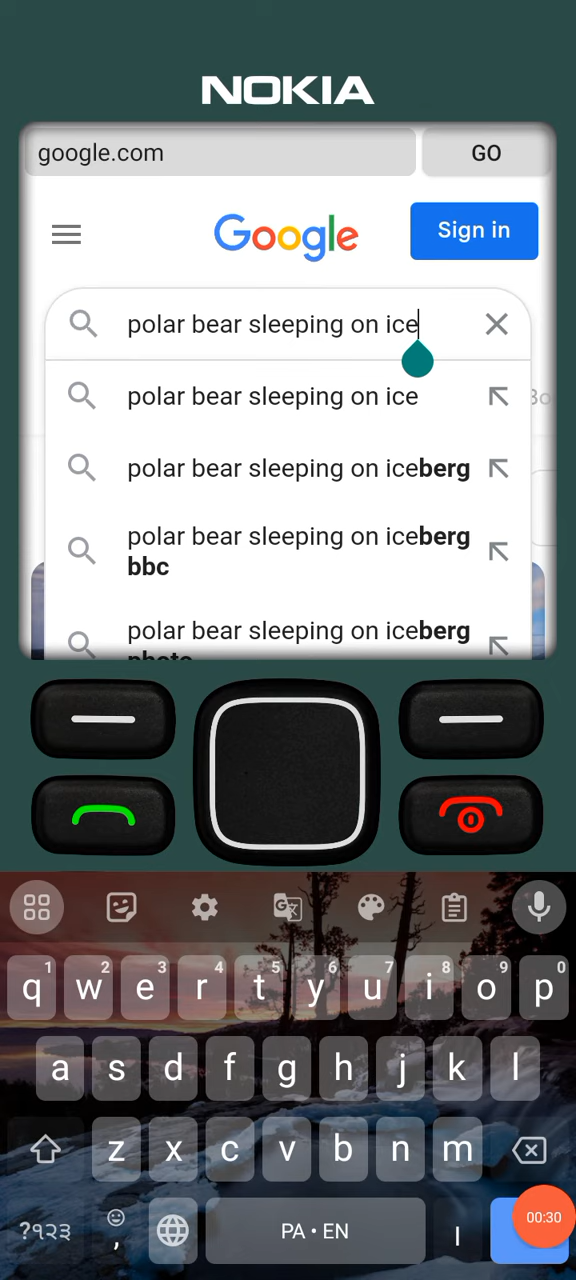 NOKIA
google.com GO
Google Sign in
polar bear sleeping on ice
polar bear sleeping on ice
polar bear sleeping on iceberg
polar bear sleeping on iceberg
bbc
polar bear sleeping on iceberg
photo
1 2 3 4 5 6 7 8 9 0
q w e r t y u i o p
a s d f g h j k l
z x c v b n m
?੧੨੩ , PA • EN ।
00:30